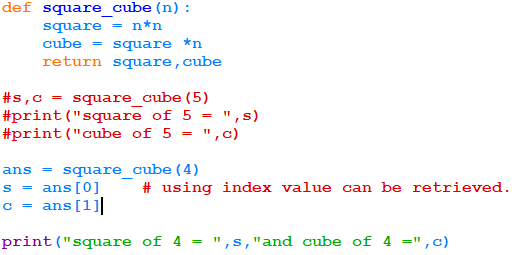 def square_cube(n):
    square = n*n
    cube = square *n
    return square,cube
#s,c = square_cube(5)
#print("square of 5 = ",s)
#print("cube of 5 = ",c)
ans = square_cube(4)
s = ans[0]    # using index value can be retrieved.
c = ans[1]
print("square of 4 = ",s,"and cube of 4 =",c)